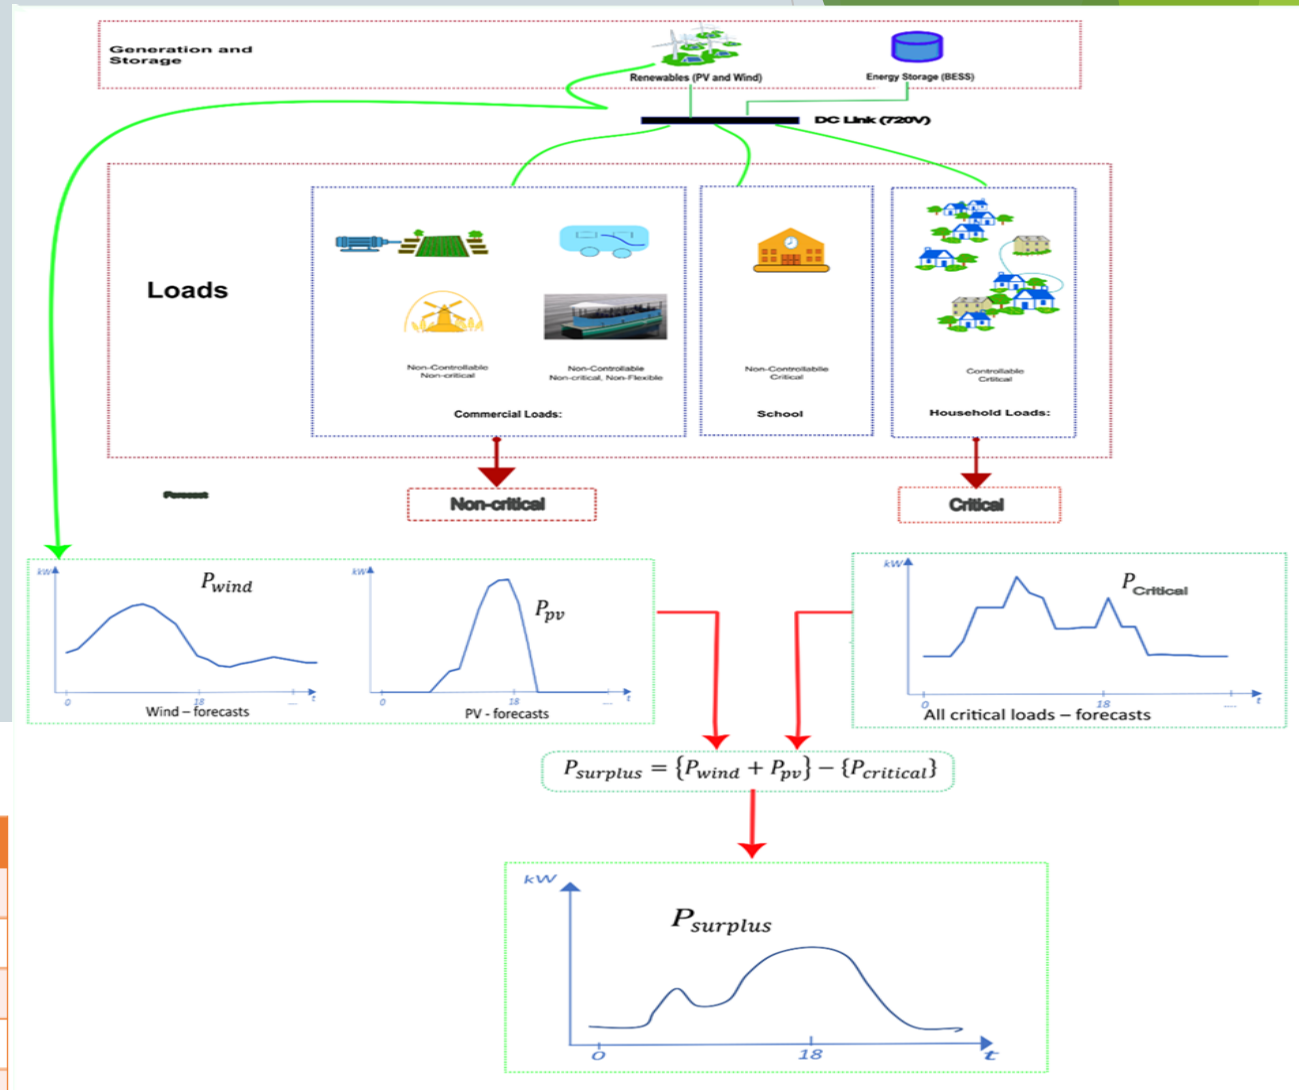 Generation and
Storage
Renewables (PV and Wind)
Energy Storage (BESS)
DC Link (720V)
Loads
Non-Controllable
Non-critical
Non-Controllable
Non-critical, Non-Flexible
Commercial Loads:
Non-Controllabile
Critical
School
Controllable
Critical
Household Loads:
Forecast
Non-critical
Critical
kW
P_wind
0
18
....
t
Wind – forecasts
kW
P_pv
0
18
....
t
PV - forecasts
kW
P_Critical
0
18
....
t
All critical loads – forecasts
P_surplus = {P_wind + P_pv} − {P_critical}
kW
P_surplus
0
18
t